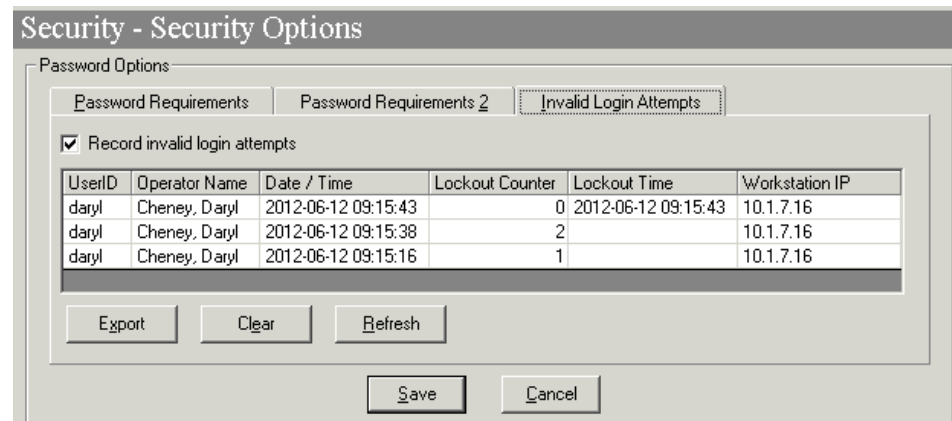 Security - Security Options
Password Options
Password Requirements Password Requirements 2 Invalid Login Attempts
Record invalid login attempts
UserID Operator Name Date / Time Lockout Counter Lockout Time Workstation IP
daryl Cheney, Daryl 2012-06-12 09:15:43 0 2012-06-12 09:15:43 10.1.7.16
daryl Cheney, Daryl 2012-06-12 09:15:38 2 10.1.7.16
daryl Cheney, Daryl 2012-06-12 09:15:16 1 10.1.7.16
Export Clear Refresh
Save Cancel